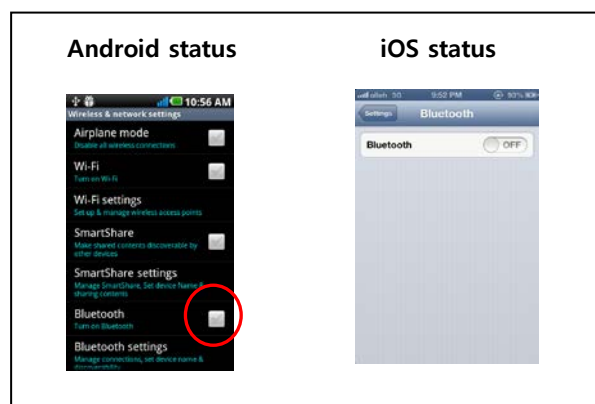 Android status
iOS status
10:56 AM
Wireless & network settings
Airplane mode
Disable all wireless connections
Wi-Fi
Turn on Wi-Fi
Wi-Fi settings
Set up & manage wireless access points
SmartShare
Make shared contents discoverable by
other devices
SmartShare settings
Manage SmartShare, Set device Name &
sharing contents
Bluetooth
Turn on Bluetooth
Bluetooth settings
Manage connections, set device name &
discoverability
3G 9:52 PM 90%
Settings Bluetooth
Bluetooth OFF